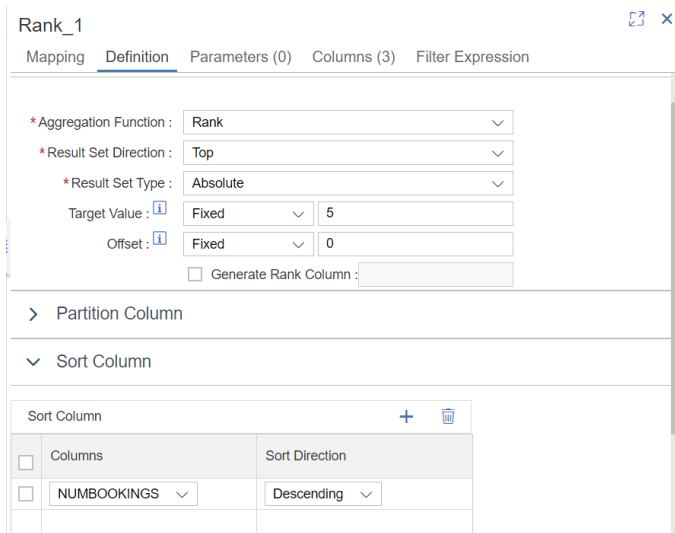 Rank_1
Mapping Definition Parameters (0) Columns (3) Filter Expression
* Aggregation Function : Rank
* Result Set Direction : Top
* Result Set Type : Absolute
Target Value : i Fixed 5
Offset : i Fixed 0
Generate Rank Column :
Partition Column
Sort Column
Sort Column
Columns Sort Direction
NUMBOOKINGS Descending